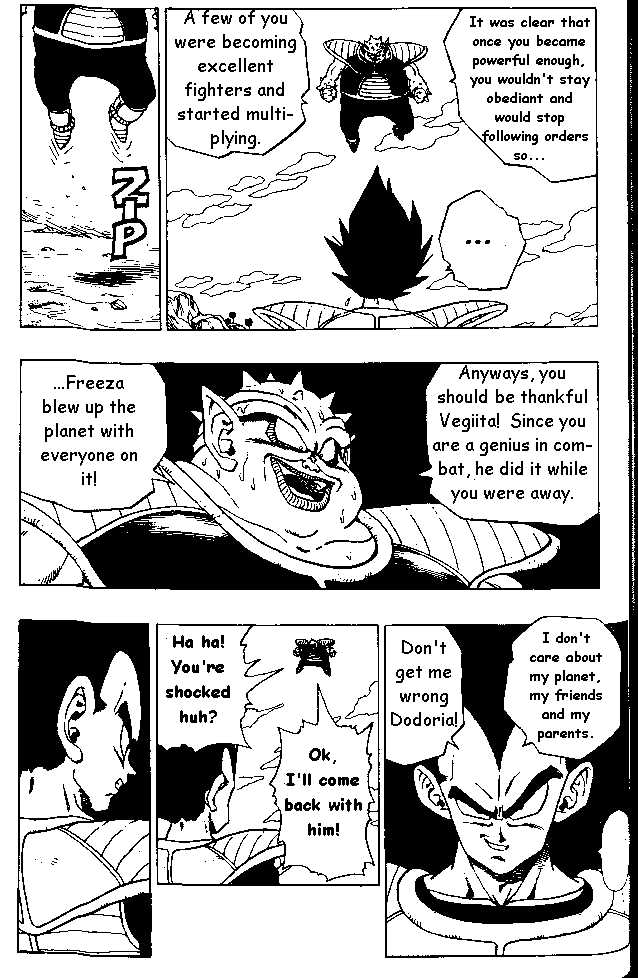 ZIP
A few of you
were becoming
excellent
fighters and
started multi-
plying.
It was clear that
once you became
powerful enough,
you wouldn't stay
obediant and
would stop
following orders
so...
...
...Freeza
blew up the
planet with
everyone on
it!
Anyways, you
should be thankful
Vegiita! Since you
are a genius in com-
bat, he did it while
you were away.
Ha ha!
You're
shocked
huh?
Ok,
I'll come
back with
him!
Don't
get me
wrong
Dodoria!
I don't
care about
my planet,
my friends
and my
parents.